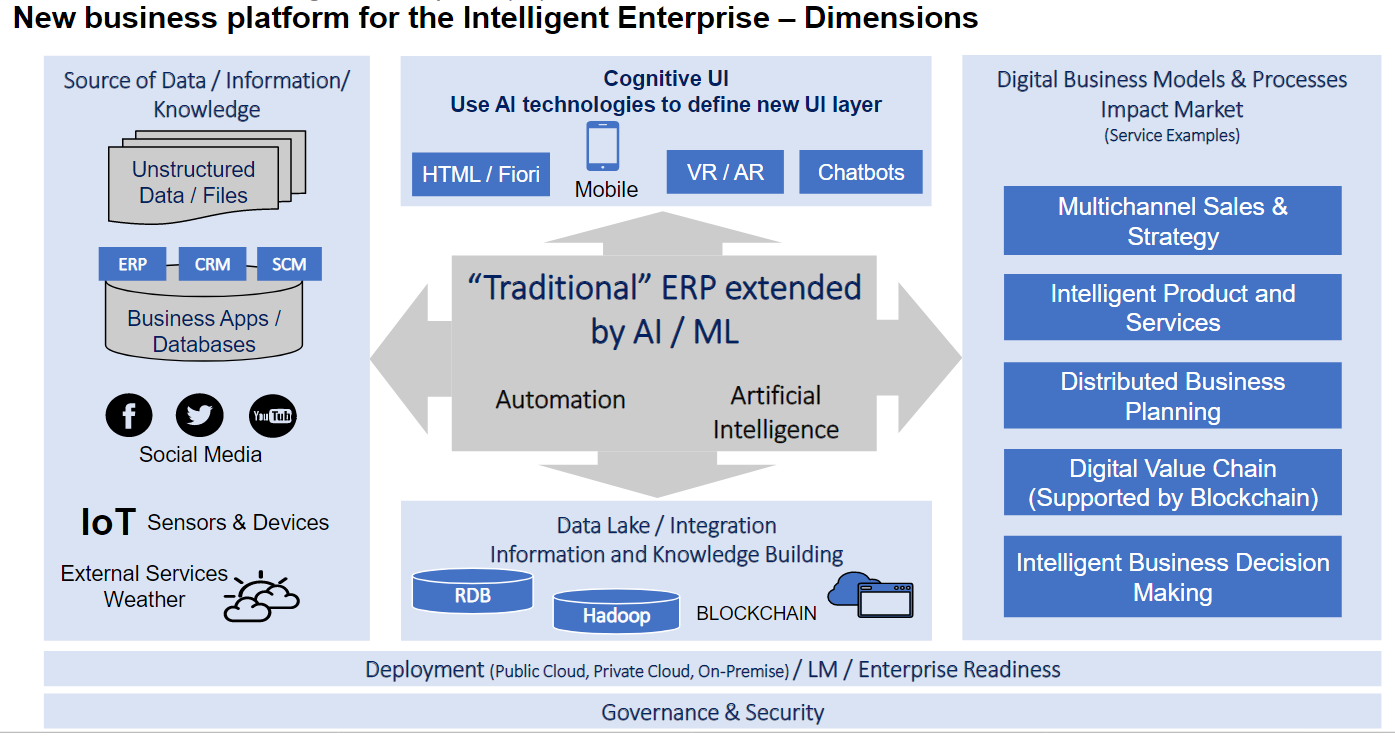 New business platform for the Intelligent Enterprise – Dimensions
Source of Data / Information/
Knowledge
Unstructured
Data / Files
ERP
CRM
SCM
Business Apps /
Databases
f
You Tub
Social Media
IoT Sensors & Devices
External Services
Weather
Cognitive UI
Use AI technologies to define new UI layer
HTML / Fiori
Mobile
VR / AR
Chatbots
“Traditional” ERP extended
by AI / ML
Automation
Artificial
Intelligence
Data Lake / Integration
Information and Knowledge Building
RDB
Hadoop
BLOCKCHAIN
Digital Business Models & Processes
Impact Market
(Service Examples)
Multichannel Sales &
Strategy
Intelligent Product and
Services
Distributed Business
Planning
Digital Value Chain
(Supported by Blockchain)
Intelligent Business Decision
Making
Deployment (Public Cloud, Private Cloud, On-Premise) / LM / Enterprise Readiness
Governance & Security